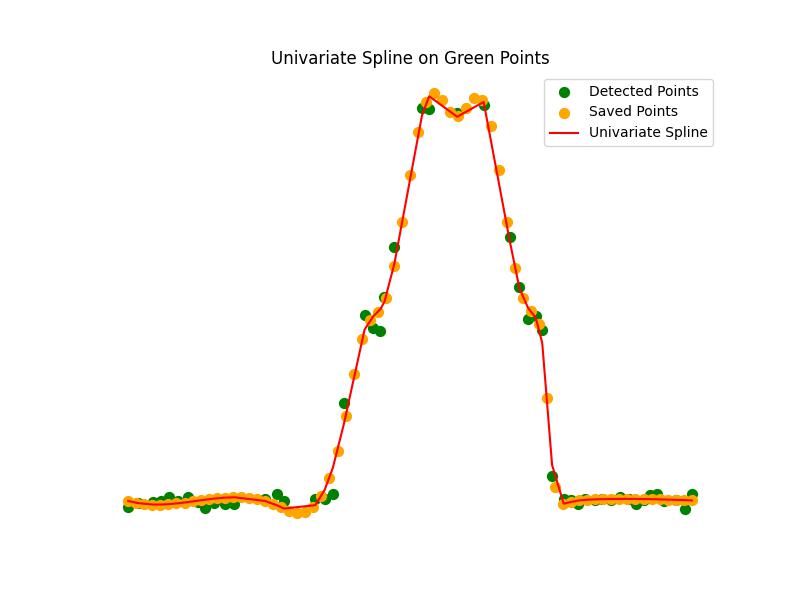 Univariate Spline on Green Points
Detected Points
Saved Points
Univariate Spline